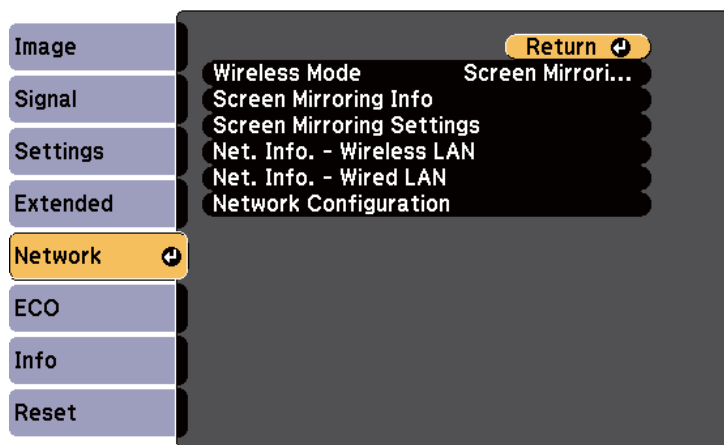 Image
Signal
Settings
Extended
Network
ECO
Info
Reset
Return
Wireless Mode Screen Mirrori...
Screen Mirroring Info
Screen Mirroring Settings
Net. Info. - Wireless LAN
Net. Info. - Wired LAN
Network Configuration